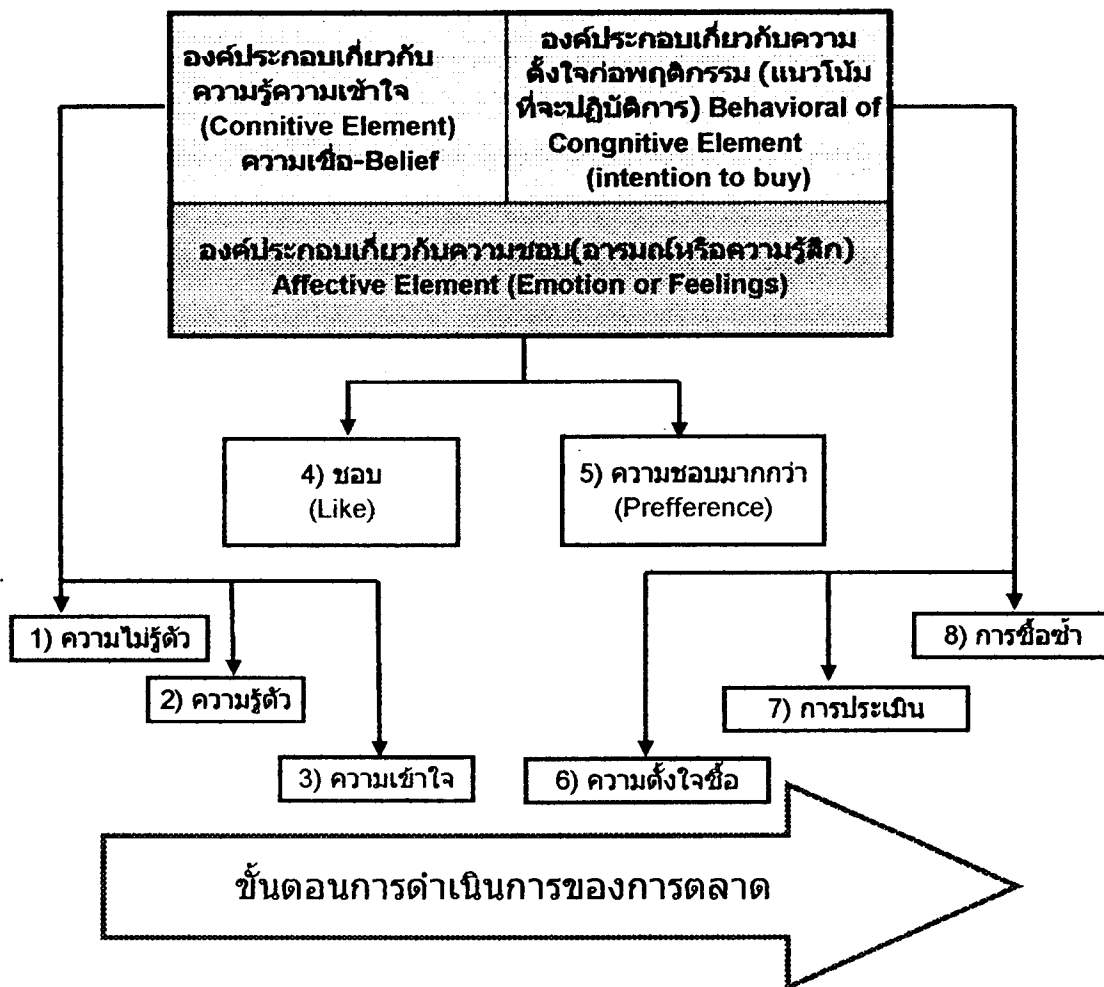 องค์ประกอบเกี่ยวกับ
ความรู้ความเข้าใจ
(Connitive Element)
ความเชื่อ-Belief
องค์ประกอบเกี่ยวกับความ
ตั้งใจก่อพฤติกรรม (แนวโน้ม
ที่จะปฏิบัติการ) Behavioral of
Congnitive Element
(intention to buy)
องค์ประกอบเกี่ยวกับความชอบ(อารมณ์หรือความรู้สึก)
Affective Element (Emotion or Feelings)
4) ชอบ
(Like)
5) ความชอบมากกว่า
(Prefference)
1) ความไม่รู้ตัว
2) ความรู้ตัว
3) ความเข้าใจ
6) ความตั้งใจซื้อ
7) การประเมิน
8) การซื้อซ้ำ
ขั้นตอนการดำเนินการของการตลาด